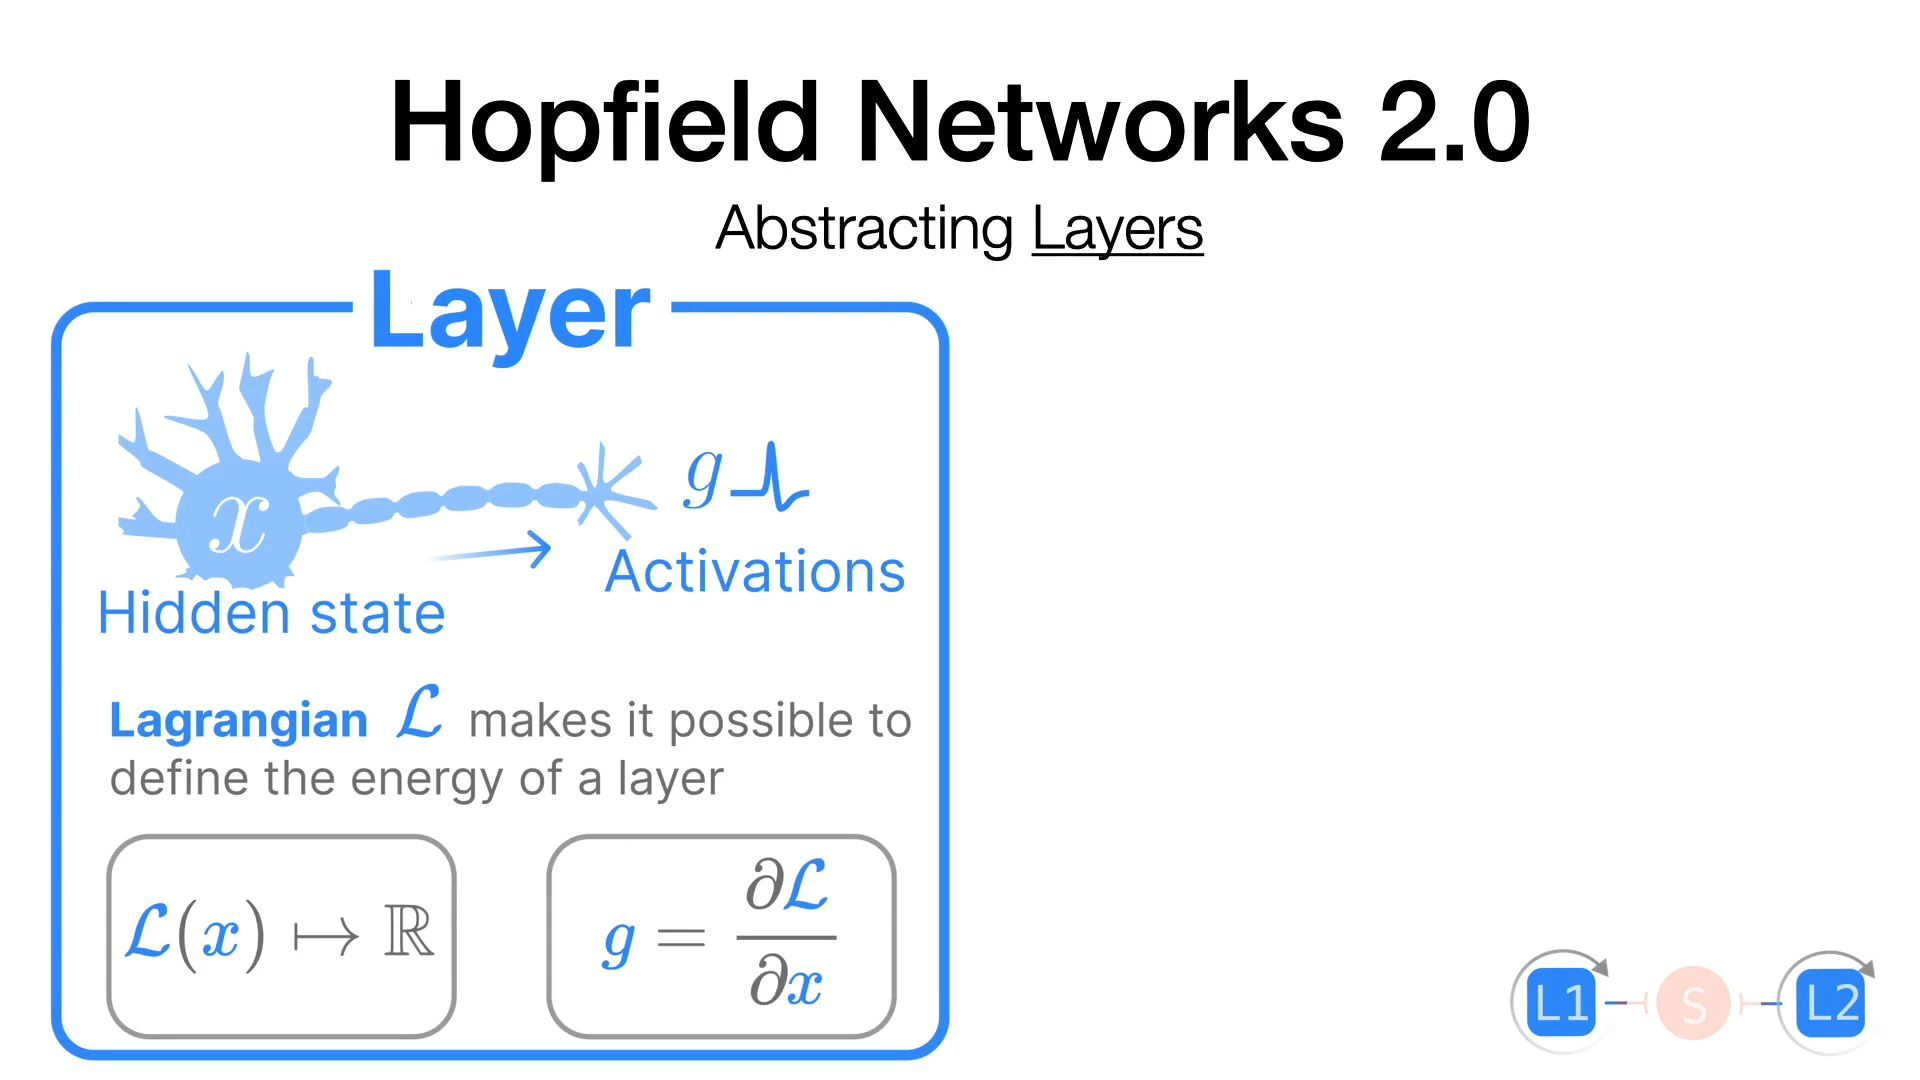 Hopfield Networks 2.0
Abstracting Layers
Layer
x
g
Activations
Hidden state
Lagrangian ℒ makes it possible to
define the energy of a layer
ℒ(x) ↦ ℝ
g = ∂ℒ/∂x
L1 S L2